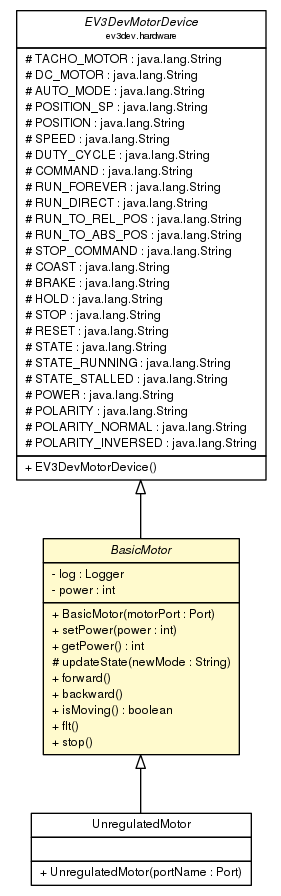 EV3DevMotorDevice
ev3dev.hardware
# TACHO_MOTOR : java.lang.String
# DC_MOTOR : java.lang.String
# AUTO_MODE : java.lang.String
# POSITION_SP : java.lang.String
# POSITION : java.lang.String
# SPEED : java.lang.String
# DUTY_CYCLE : java.lang.String
# COMMAND : java.lang.String
# RUN_FOREVER : java.lang.String
# RUN_DIRECT : java.lang.String
# RUN_TO_REL_POS : java.lang.String
# RUN_TO_ABS_POS : java.lang.String
# STOP_COMMAND : java.lang.String
# COAST : java.lang.String
# BRAKE : java.lang.String
# HOLD : java.lang.String
# STOP : java.lang.String
# RESET : java.lang.String
# STATE : java.lang.String
# STATE_RUNNING : java.lang.String
# STATE_STALLED : java.lang.String
# POWER : java.lang.String
# POLARITY : java.lang.String
# POLARITY_NORMAL : java.lang.String
# POLARITY_INVERSED : java.lang.String
+ EV3DevMotorDevice()
BasicMotor
- log : Logger
- power : int
+ BasicMotor(motorPort : Port)
+ setPower(power : int)
+ getPower() : int
# updateState(newMode : String)
+ forward()
+ backward()
+ isMoving() : boolean
+ flt()
+ stop()
UnregulatedMotor
+ UnregulatedMotor(portName : Port)